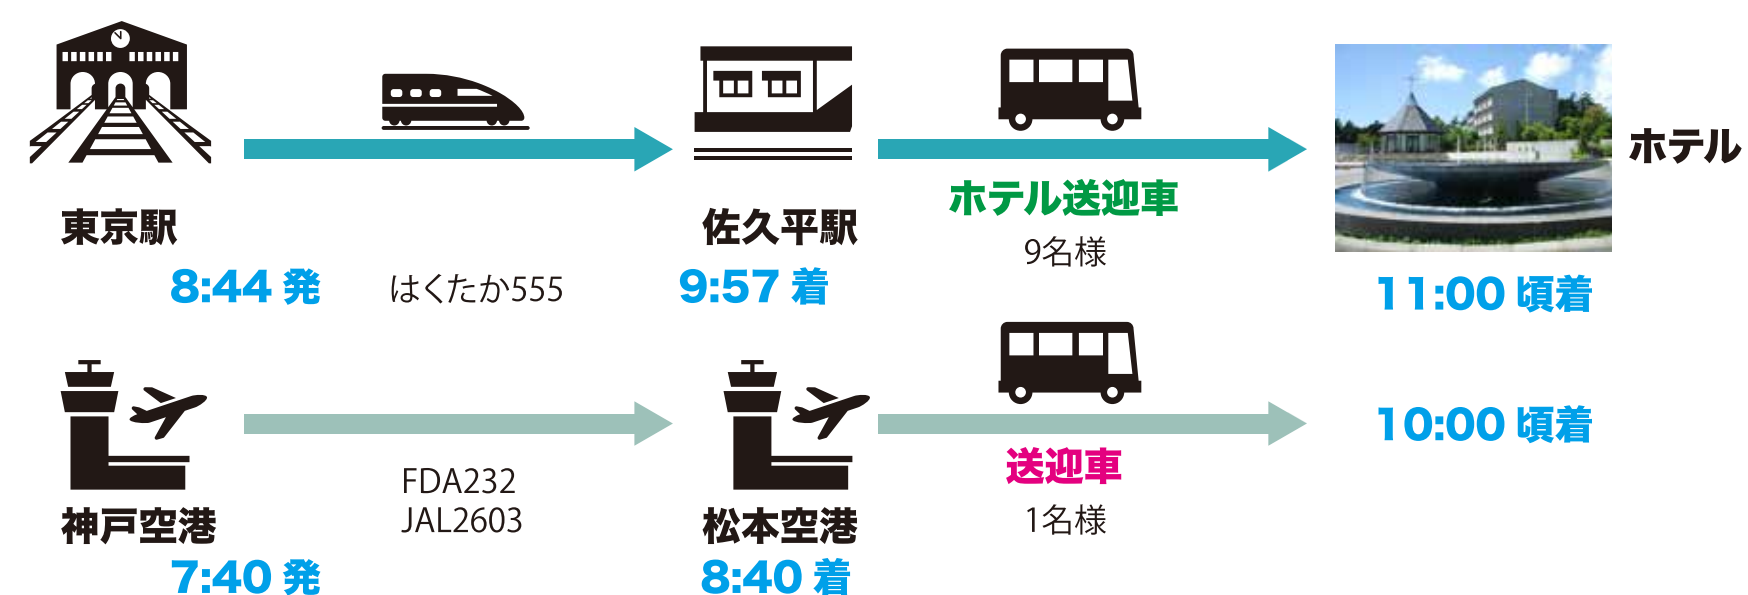 東京駅
8:44 発
はくたか555
佐久平駅
9:57 着
ホテル送迎車
9名様
ホテル
11:00 頃着
神戸空港
7:40 発
FDA232
JAL2603
松本空港
8:40 着
送迎車
1名様
10:00 頃着